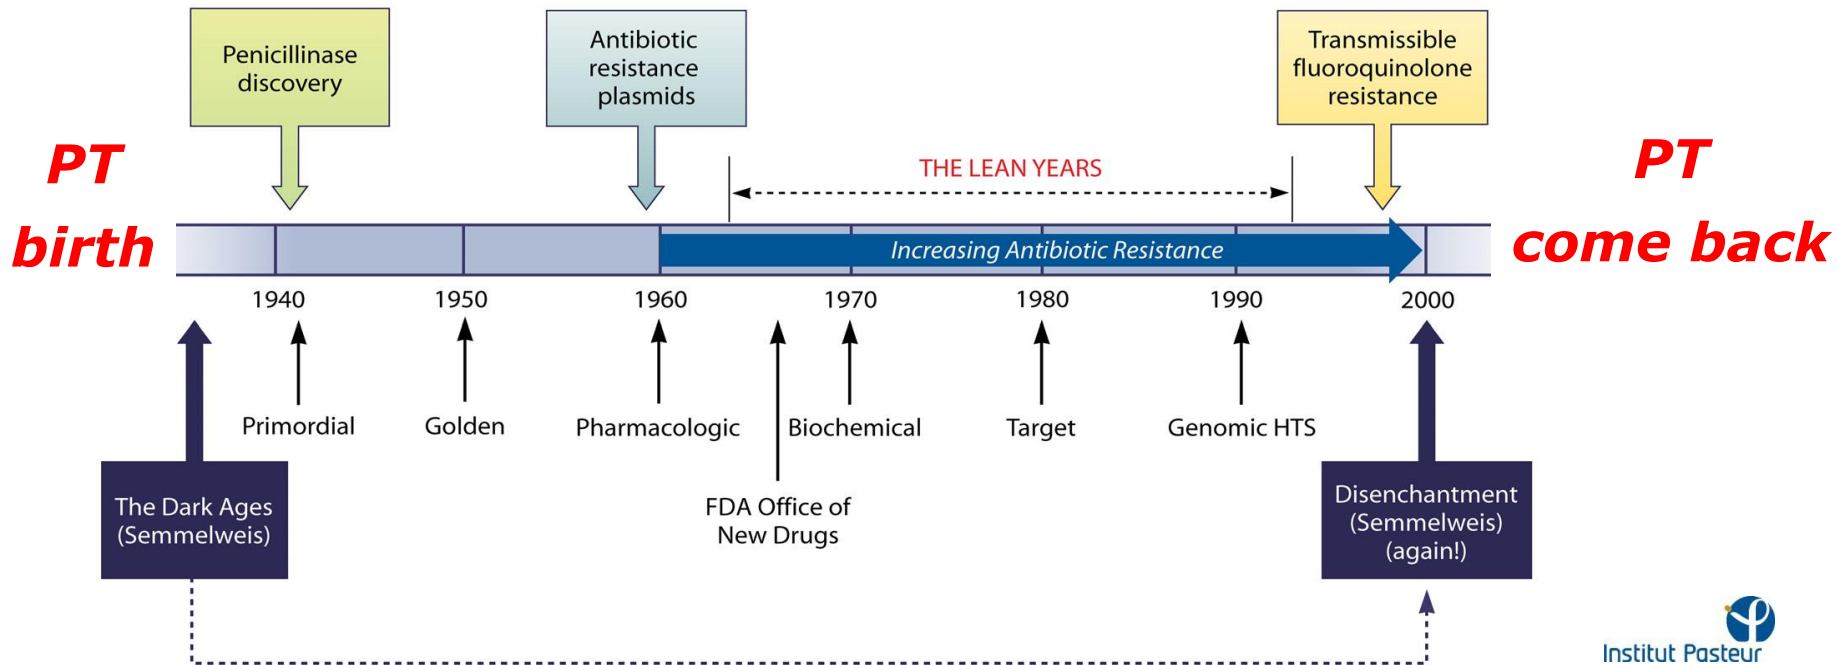 Penicillinase
discovery
Antibiotic
resistance
plasmids
Transmissible
fluoroquinolone
resistance
PT
birth
THE LEAN YEARS
PT
come back
Increasing Antibiotic Resistance
1940
1950
1960
1970
1980
1990
2000
Primordial
Golden
Pharmacologic
Biochemical
Target
Genomic HTS
The Dark Ages
(Semmelweis)
FDA Office of
New Drugs
Disenchantment
(Semmelweis)
(again!)
Institut Pasteur